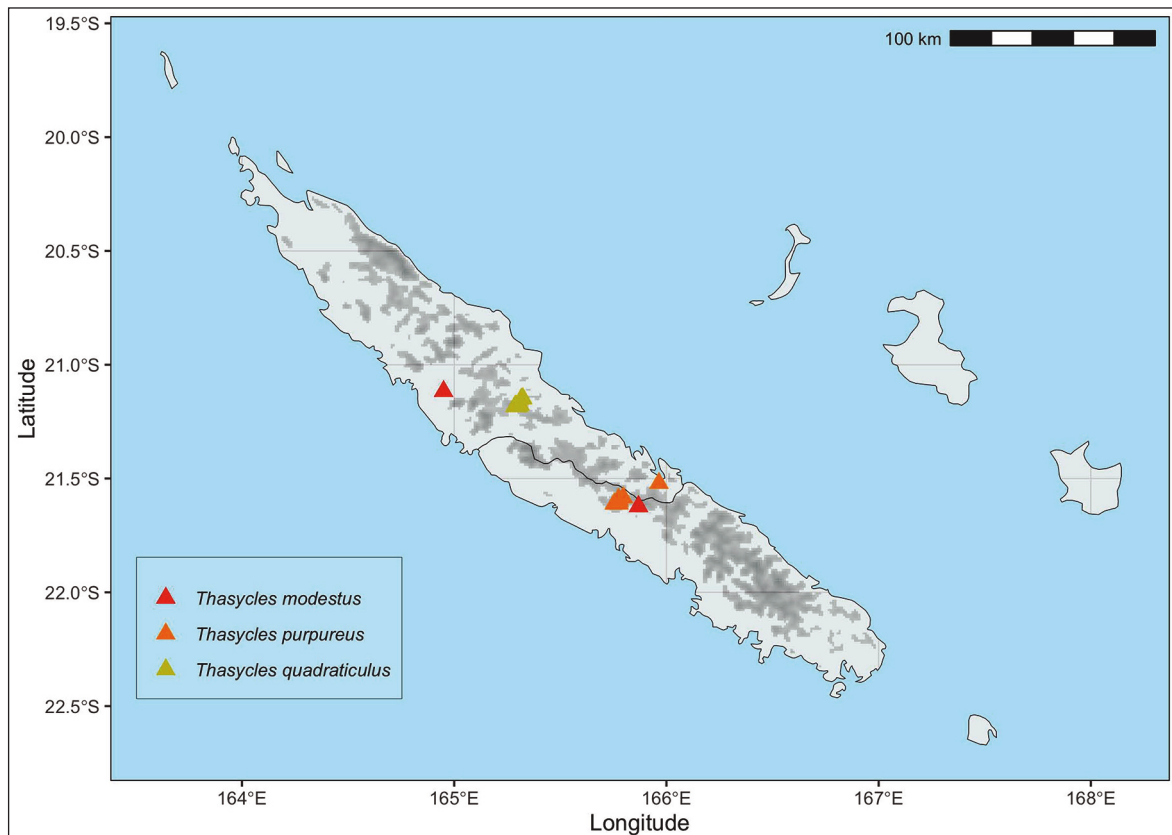 19.5°S
100 km
20.0°S
20.5°S
21.0°S
Latitude
21.5°S
22.0°S
22.5°S
Thasycles modestus
Thasycles purpureus
Thasycles quadraticulus
164°E 165°E 166°E 167°E 168°E
Longitude